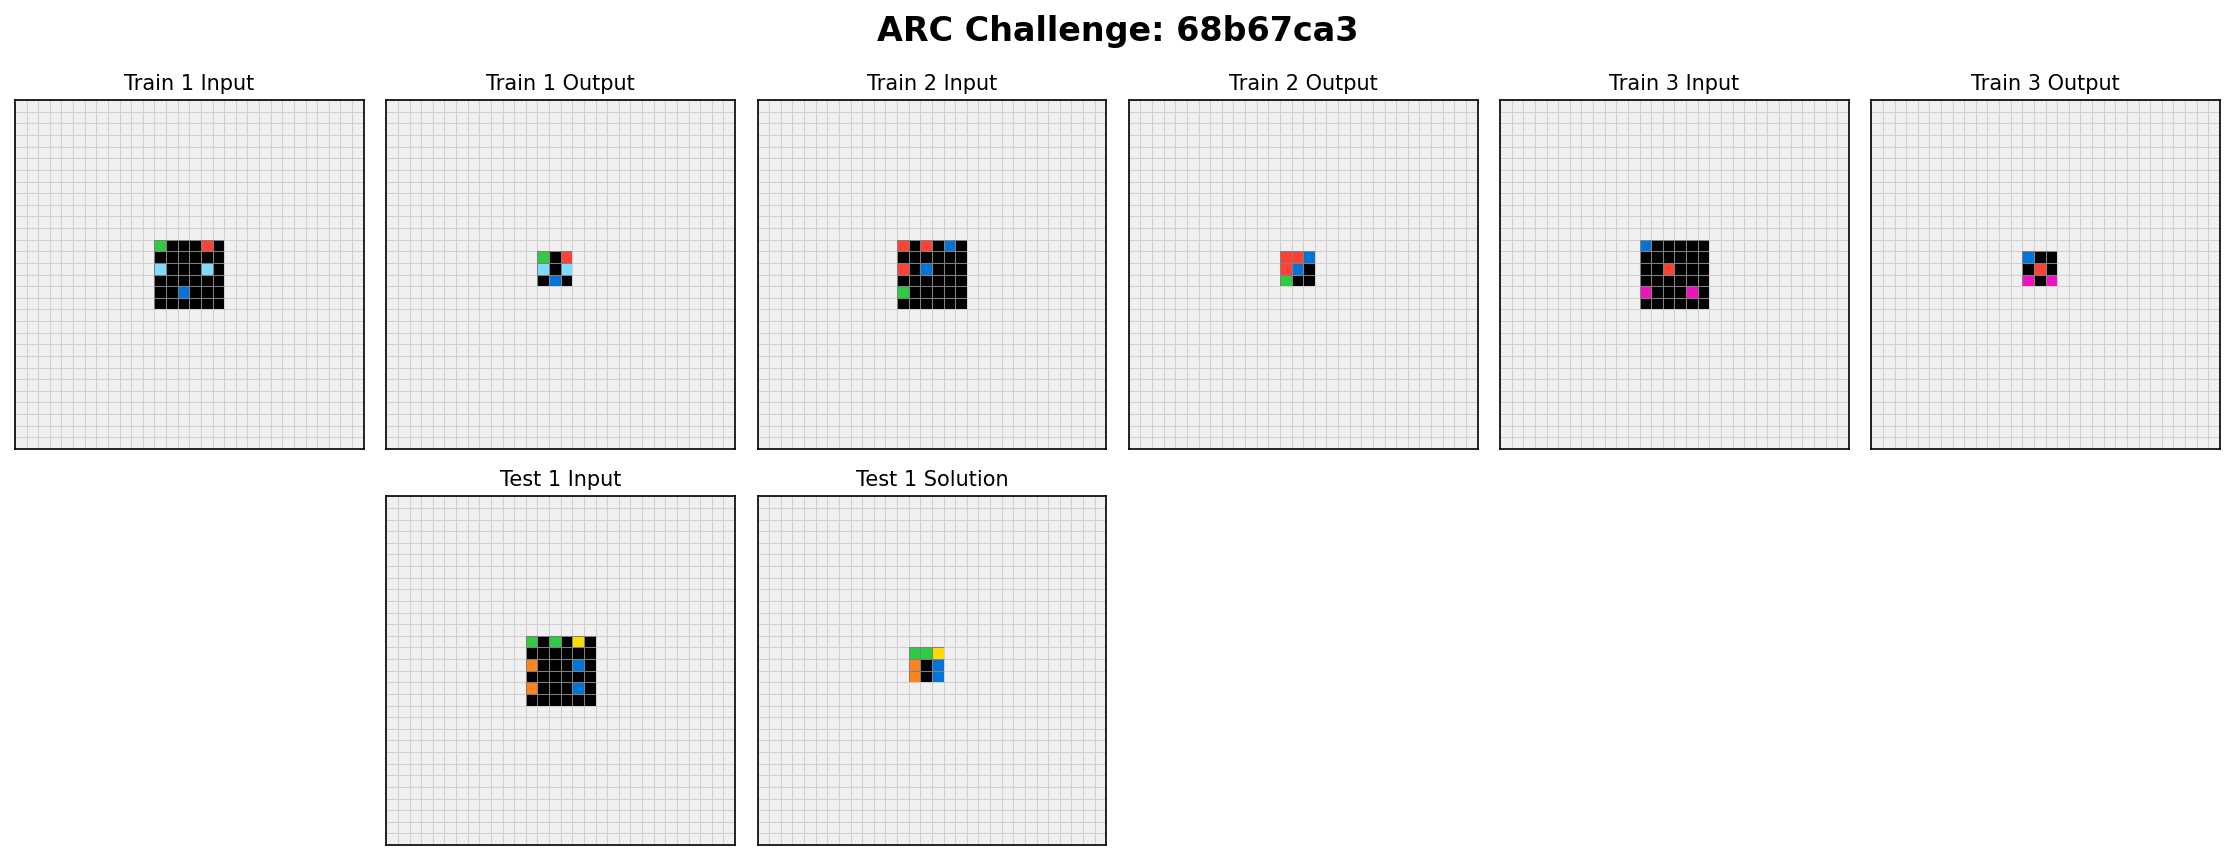 ARC Challenge: 68b67ca3
Train 1 Input
Train 1 Output
Train 2 Input
Train 2 Output
Train 3 Input
Train 3 Output
Test 1 Input
Test 1 Solution